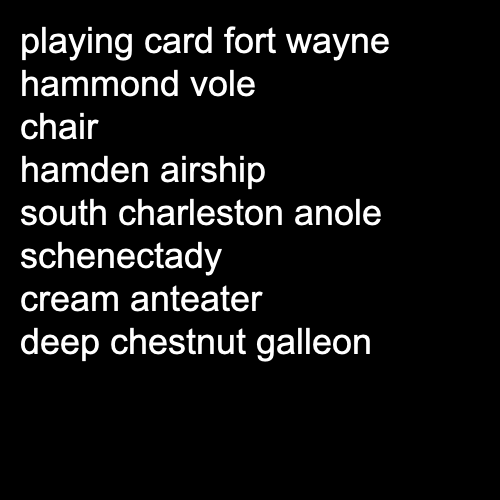 playing card fort wayne
hammond vole
chair
hamden airship
south charleston anole
schenectady
cream anteater
deep chestnut galleon